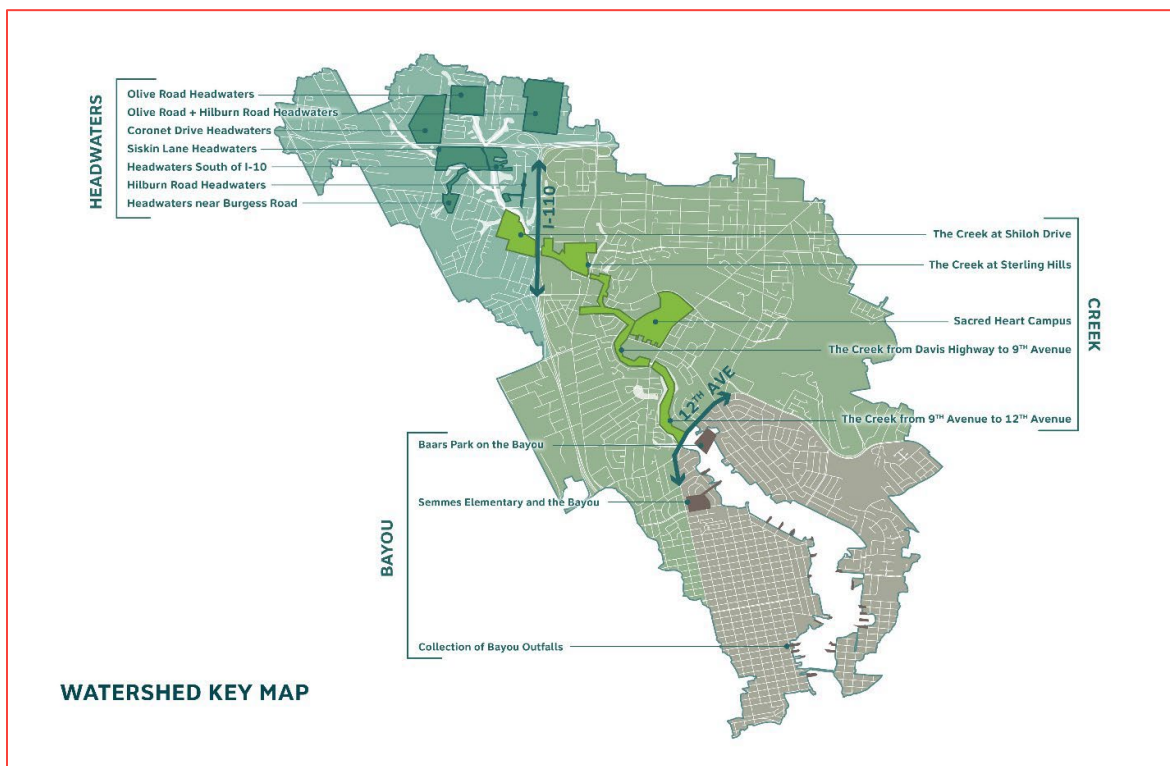 HEADWATERS
Olive Road Headwaters
Olive Road + Hilburn Road Headwaters
Coronet Drive Headwaters
Siskin Lane Headwaters
Headwaters South of I-10
Hilburn Road Headwaters
Headwaters near Burgess Road
I-110
CREEK
The Creek at Shiloh Drive
The Creek at Sterling Hills
Sacred Heart Campus
The Creek from Davis Highway to 9TH Avenue
12TH AVE
The Creek from 9TH Avenue to 12TH Avenue
BAYOU
Baars Park on the Bayou
Semmes Elementary and the Bayou
Collection of Bayou Outfalls
WATERSHED KEY MAP